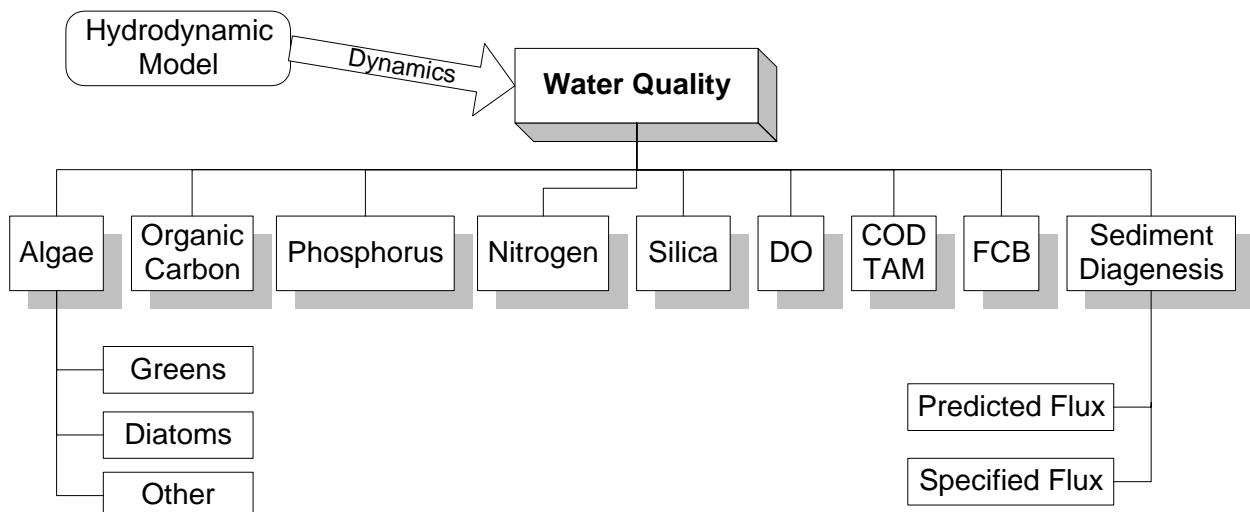 Hydrodynamic
Model
Dynamics
Water Quality
Algae
Organic
Carbon
Phosphorus
Nitrogen
Silica
DO
COD
TAM
FCB
Sediment
Diagenesis
Greens
Diatoms
Other
Predicted Flux
Specified Flux